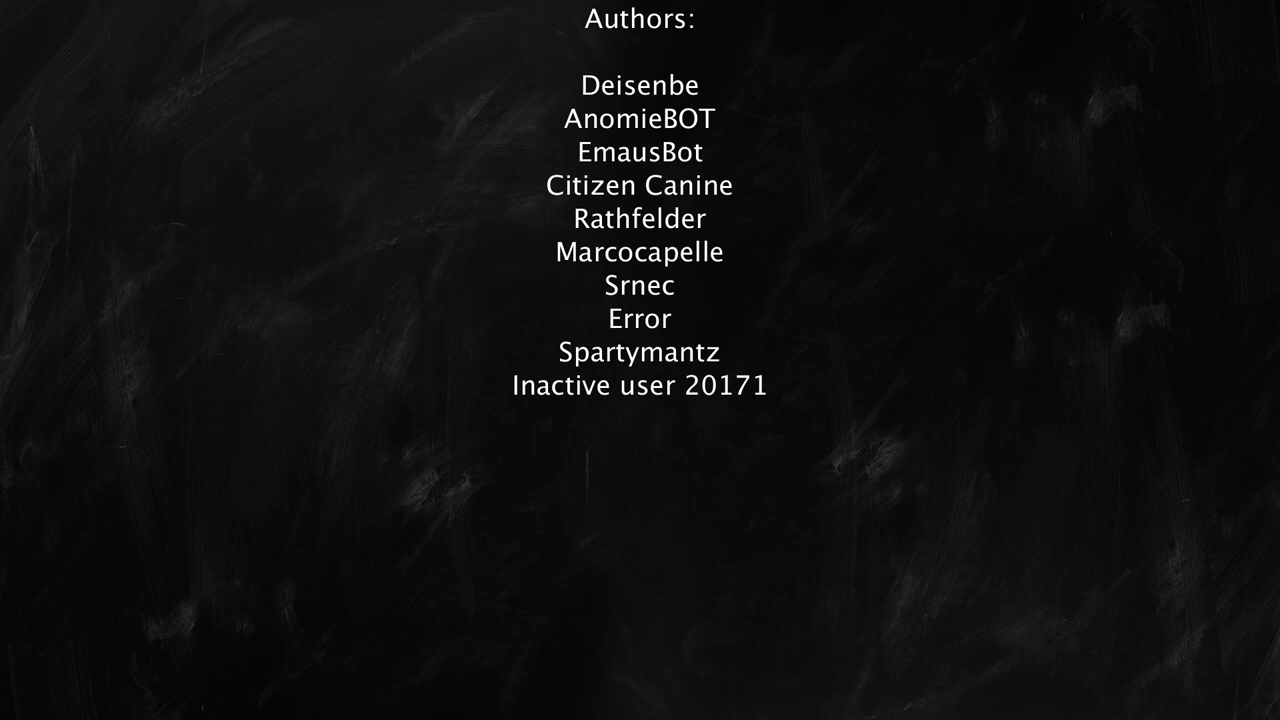 Authors:
Deisenbe
AnomieBOT
EmausBot
Citizen Canine
Rathfelder
Marcocapelle
Srnec
Error
Spartymantz
Inactive user 20171